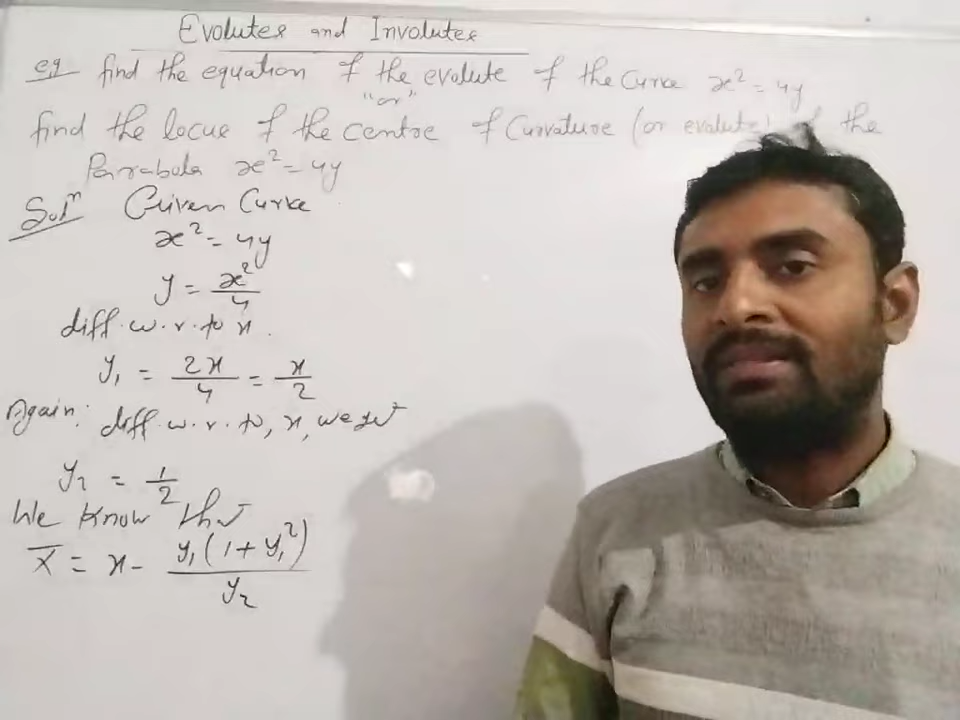 Evolutes and Involutes
eg find the equation of the evolute of the Curve x² = 4y
"or"
find the locus of the centre of Curvature (or evolute) of the
Parabola x² = 4y
Solⁿ Given Curve
x² = 4y
y = x²/4
diff. w. r. to x.
y₁ = 2x/4 = x/2
Again: diff. w. r. to, x, we get
y₂ = 1/2
We Know that
X̄ = x - y₁(1 + y₁²)/y₂